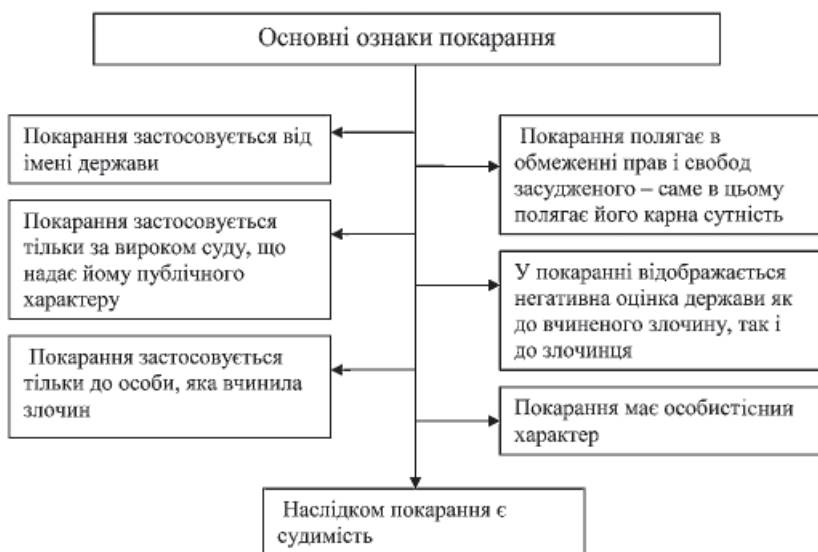 Основні ознаки покарання
Покарання застосовується від
імені держави
Покарання застосовується
тільки за вироком суду, що
надає йому публічного
характеру
Покарання застосовується
тільки до особи, яка вчинила
злочин
Покарання полягає в
обмеженні прав і свобод
засудженого – саме в цьому
полягає його карна сутність
У покаранні відображається
негативна оцінка держави як
до вчиненого злочину, так і
до злочинця
Покарання має особистісний
характер
Наслідком покарання є
судимість